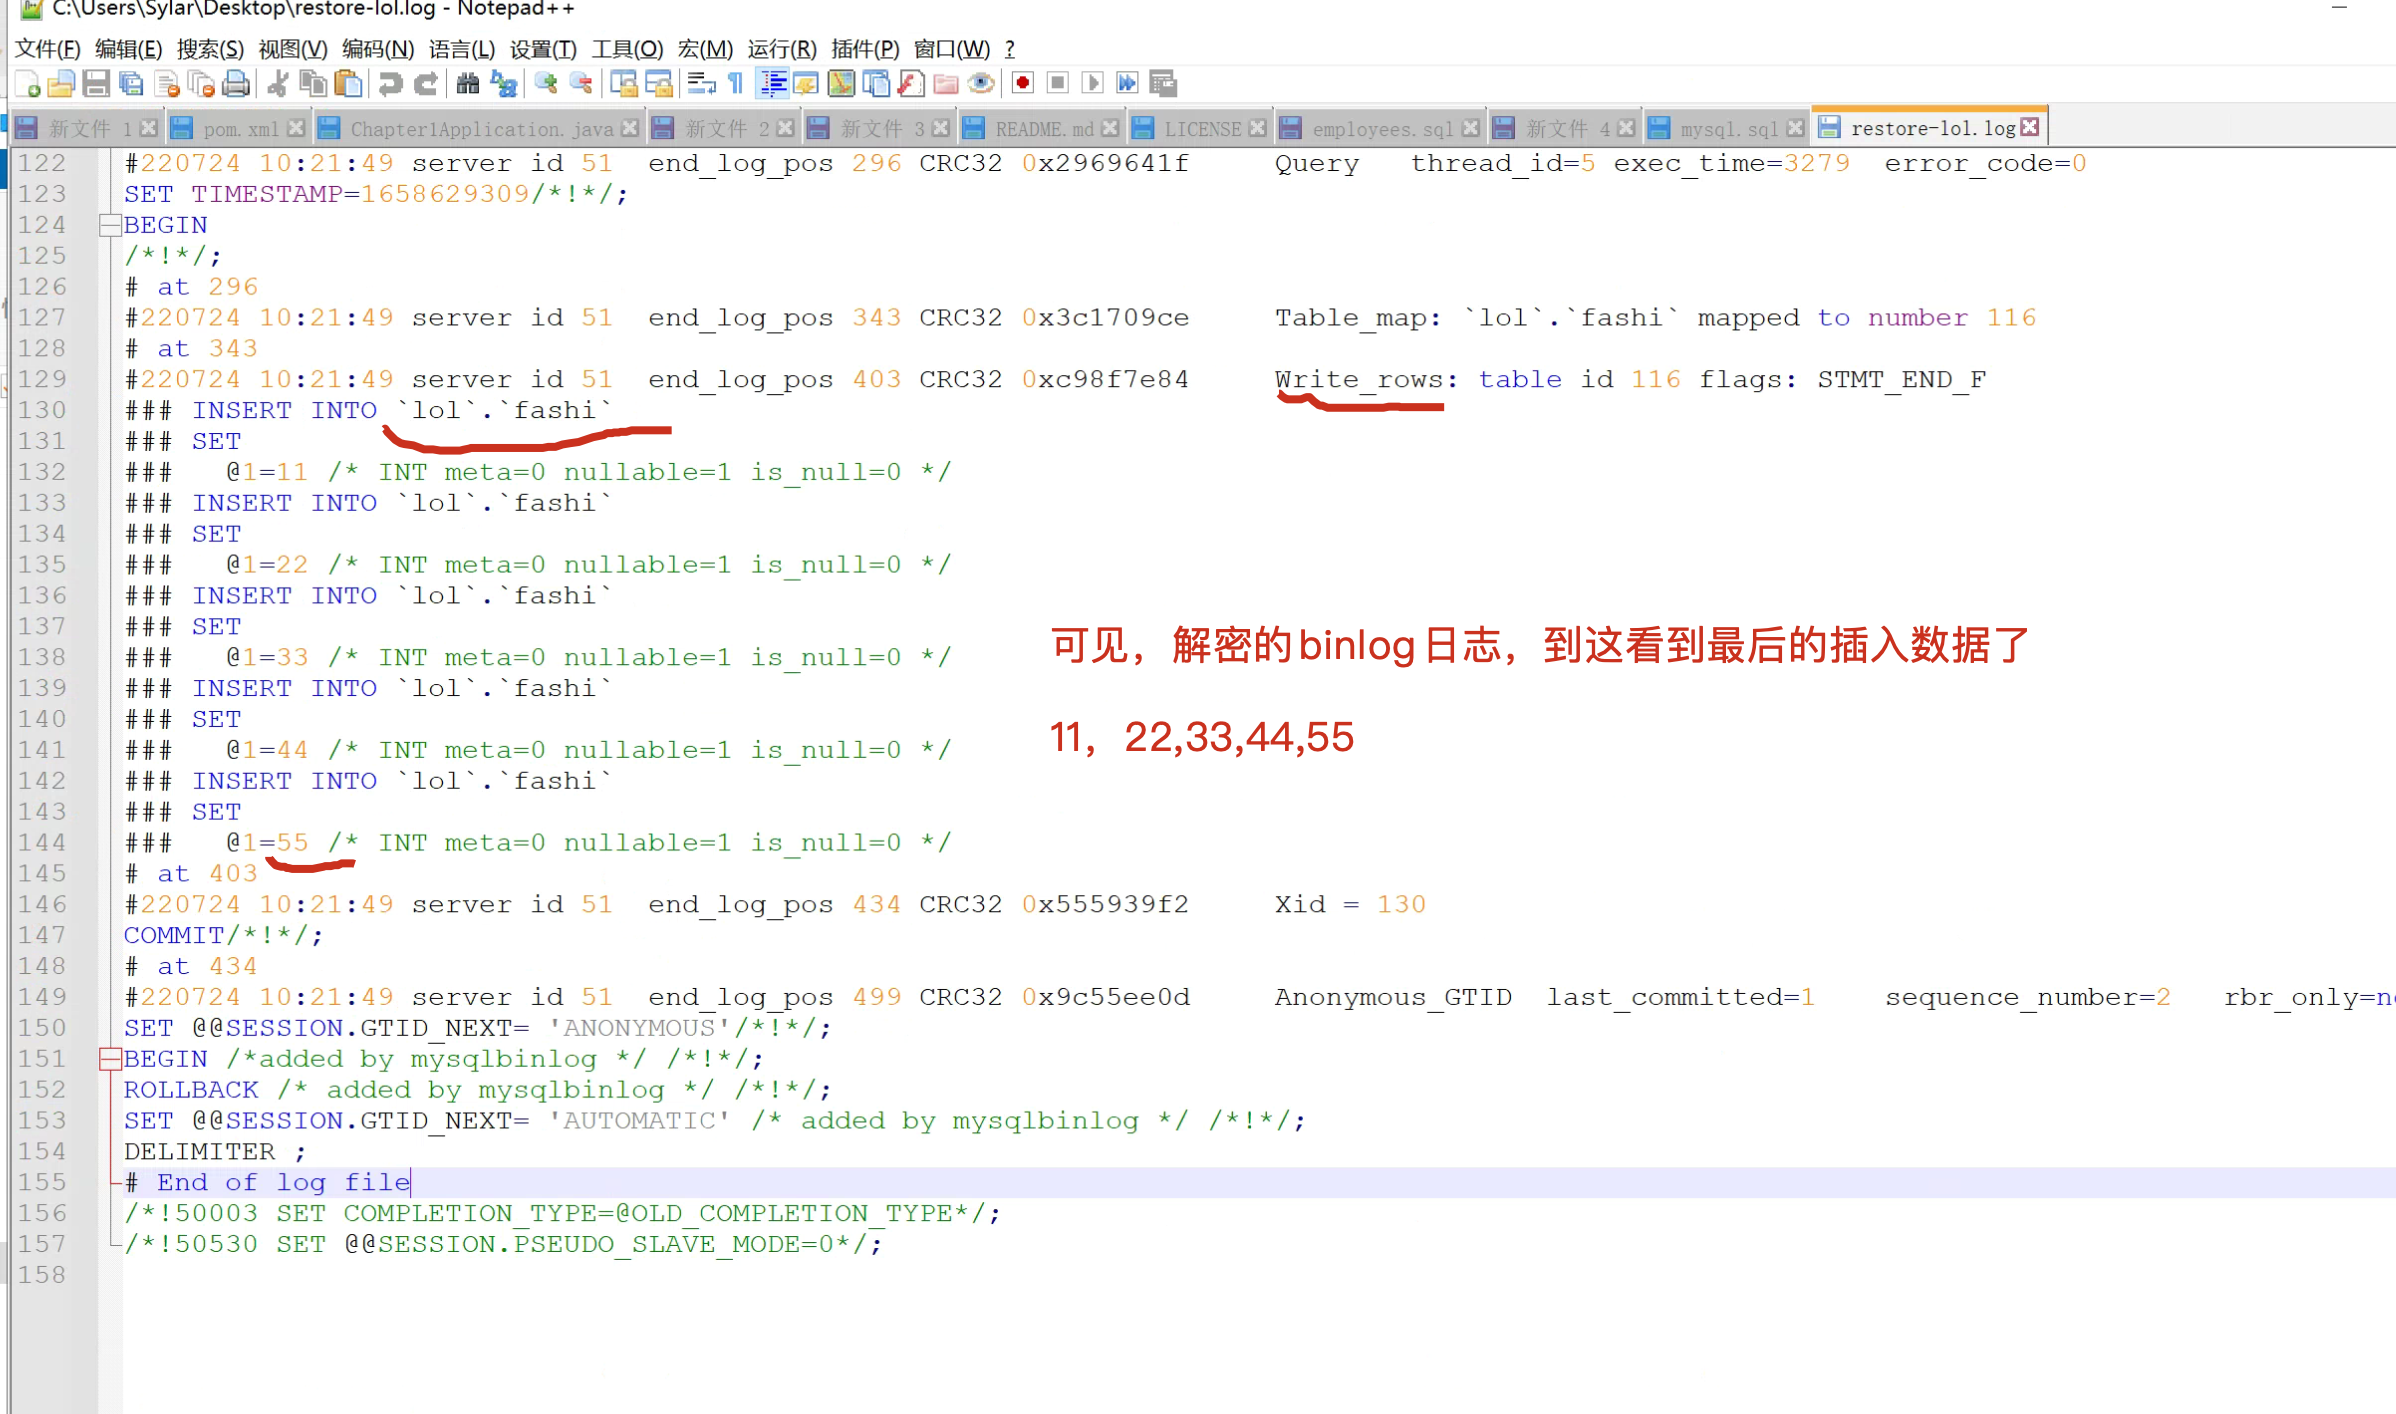 C:\Users\Sylar\Desktop\restore-lol.log - Notepad++
文件(F) 编辑(E) 搜索(S) 视图(V) 编码(N) 语言(L) 设置(T) 工具(O) 宏(M) 运行(R) 插件(P) 窗口(W) ?
新文件 1 pom.xml Chapter1Application.java 新文件 2 新文件 3 README.md LICENSE employees.sql 新文件 4 mysql.sql restore-lol.log
122 #220724 10:21:49 server id 51  end_log_pos 296 CRC32 0x2969641f Query thread_id=5 exec_time=3279 error_code=0
123 SET TIMESTAMP=1658629309/*!*/;
124 BEGIN
125 /*!*/;
126 # at 296
127 #220724 10:21:49 server id 51  end_log_pos 343 CRC32 0x3c1709ce Table_map: `lol`.`fashi` mapped to number 116
128 # at 343
129 #220724 10:21:49 server id 51  end_log_pos 403 CRC32 0xc98f7e84 Write_rows: table id 116 flags: STMT_END_F
130 ### INSERT INTO `lol`.`fashi`
131 ### SET
132 ###   @1=11 /* INT meta=0 nullable=1 is_null=0 */
133 ### INSERT INTO `lol`.`fashi`
134 ### SET
135 ###   @1=22 /* INT meta=0 nullable=1 is_null=0 */
136 ### INSERT INTO `lol`.`fashi`
137 ### SET
138 ###   @1=33 /* INT meta=0 nullable=1 is_null=0 */
139 ### INSERT INTO `lol`.`fashi`
140 ### SET
141 ###   @1=44 /* INT meta=0 nullable=1 is_null=0 */
142 ### INSERT INTO `lol`.`fashi`
143 ### SET
144 ###   @1=55 /* INT meta=0 nullable=1 is_null=0 */
145 # at 403
146 #220724 10:21:49 server id 51  end_log_pos 434 CRC32 0x555939f2 Xid = 130
147 COMMIT/*!*/;
148 # at 434
149 #220724 10:21:49 server id 51  end_log_pos 499 CRC32 0x9c55ee0d Anonymous_GTID last_committed=1 sequence_number=2
150 SET @@SESSION.GTID_NEXT= 'ANONYMOUS'/*!*/;
151 BEGIN /*added by mysqlbinlog */ /*!*/;
152 ROLLBACK /* added by mysqlbinlog */ /*!*/;
153 SET @@SESSION.GTID_NEXT= 'AUTOMATIC' /* added by mysqlbinlog */ /*!*/;
154 DELIMITER ;
155 # End of log file
156 /*!50003 SET COMPLETION_TYPE=@OLD_COMPLETION_TYPE*/;
157 /*!50530 SET @@SESSION.PSEUDO_SLAVE_MODE=0*/;
158
可见，解密的binlog日志，到这看到最后的插入数据了
11，22,33,44,55